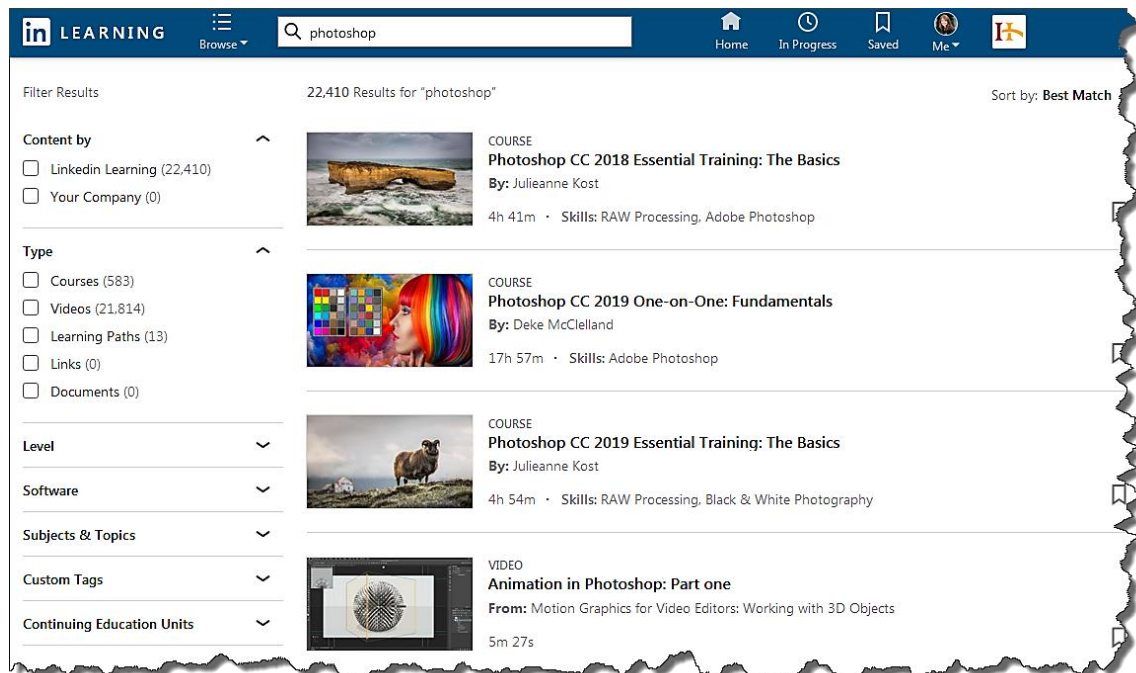 in LEARNING
Browse
photoshop
Home
In Progress
Saved
Me
Filter Results
Content by
Linkedin Learning (22,410)
Your Company (0)
Type
Courses (583)
Videos (21,814)
Learning Paths (13)
Links (0)
Documents (0)
Level
Software
Subjects & Topics
Custom Tags
Continuing Education Units
22,410 Results for "photoshop"
Sort by: Best Match
COURSE
Photoshop CC 2018 Essential Training: The Basics
By: Julieanne Kost
4h 41m · Skills: RAW Processing, Adobe Photoshop
COURSE
Photoshop CC 2019 One-on-One: Fundamentals
By: Deke McClelland
17h 57m · Skills: Adobe Photoshop
COURSE
Photoshop CC 2019 Essential Training: The Basics
By: Julieanne Kost
4h 54m · Skills: RAW Processing, Black & White Photography
VIDEO
Animation in Photoshop: Part one
From: Motion Graphics for Video Editors: Working with 3D Objects
5m 27s